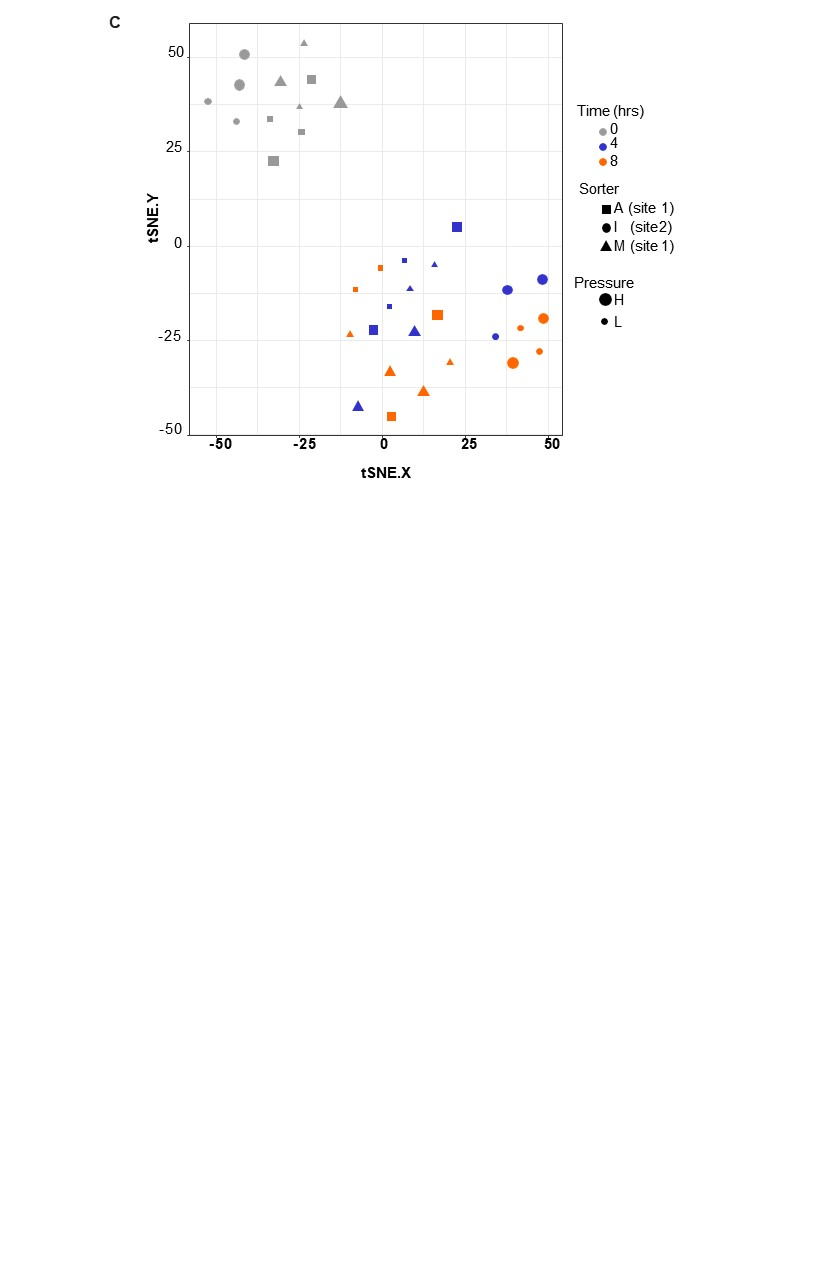 C
50
25
0
-25
-50
tSNE.Y
-50 -25 0 25 50
tSNE.X
Time (hrs)
0
4
8
Sorter
A (site 1)
I (site2)
M (site 1)
Pressure
H
L